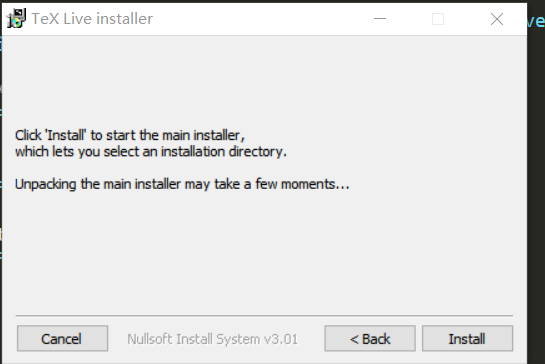 TeX Live installer
ve
Click 'Install' to start the main installer,
which lets you select an installation directory.
Unpacking the main installer may take a few moments...
Cancel
Nullsoft Install System v3.01
< Back
Install